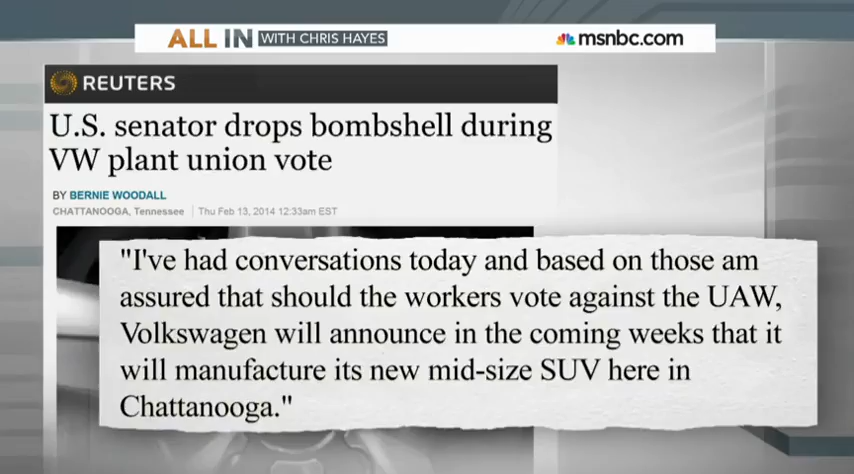 ALL IN WITH CHRIS HAYES
msnbc.com
REUTERS
U.S. senator drops bombshell during
VW plant union vote
BY BERNIE WOODALL
CHATTANOOGA, Tennessee | Thu Feb 13, 2014 12:33am EST
"I've had conversations today and based on those am
assured that should the workers vote against the UAW,
Volkswagen will announce in the coming weeks that it
will manufacture its new mid-size SUV here in
Chattanooga."